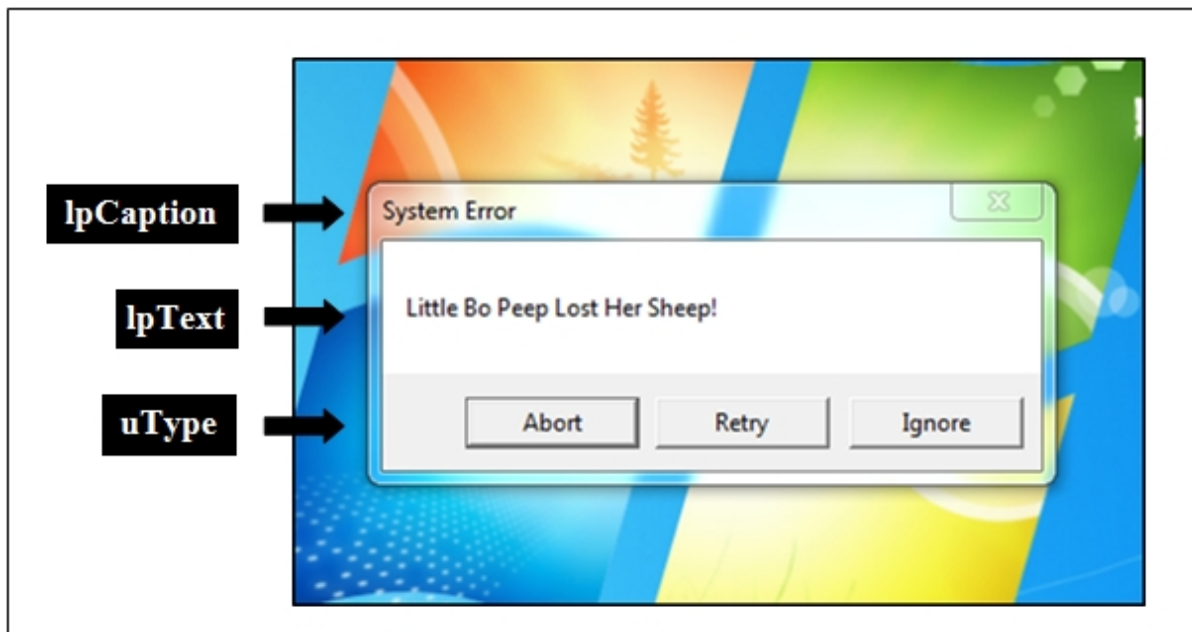 lpCaption
System Error
lpText
Little Bo Peep Lost Her Sheep!
uType
Abort Retry Ignore